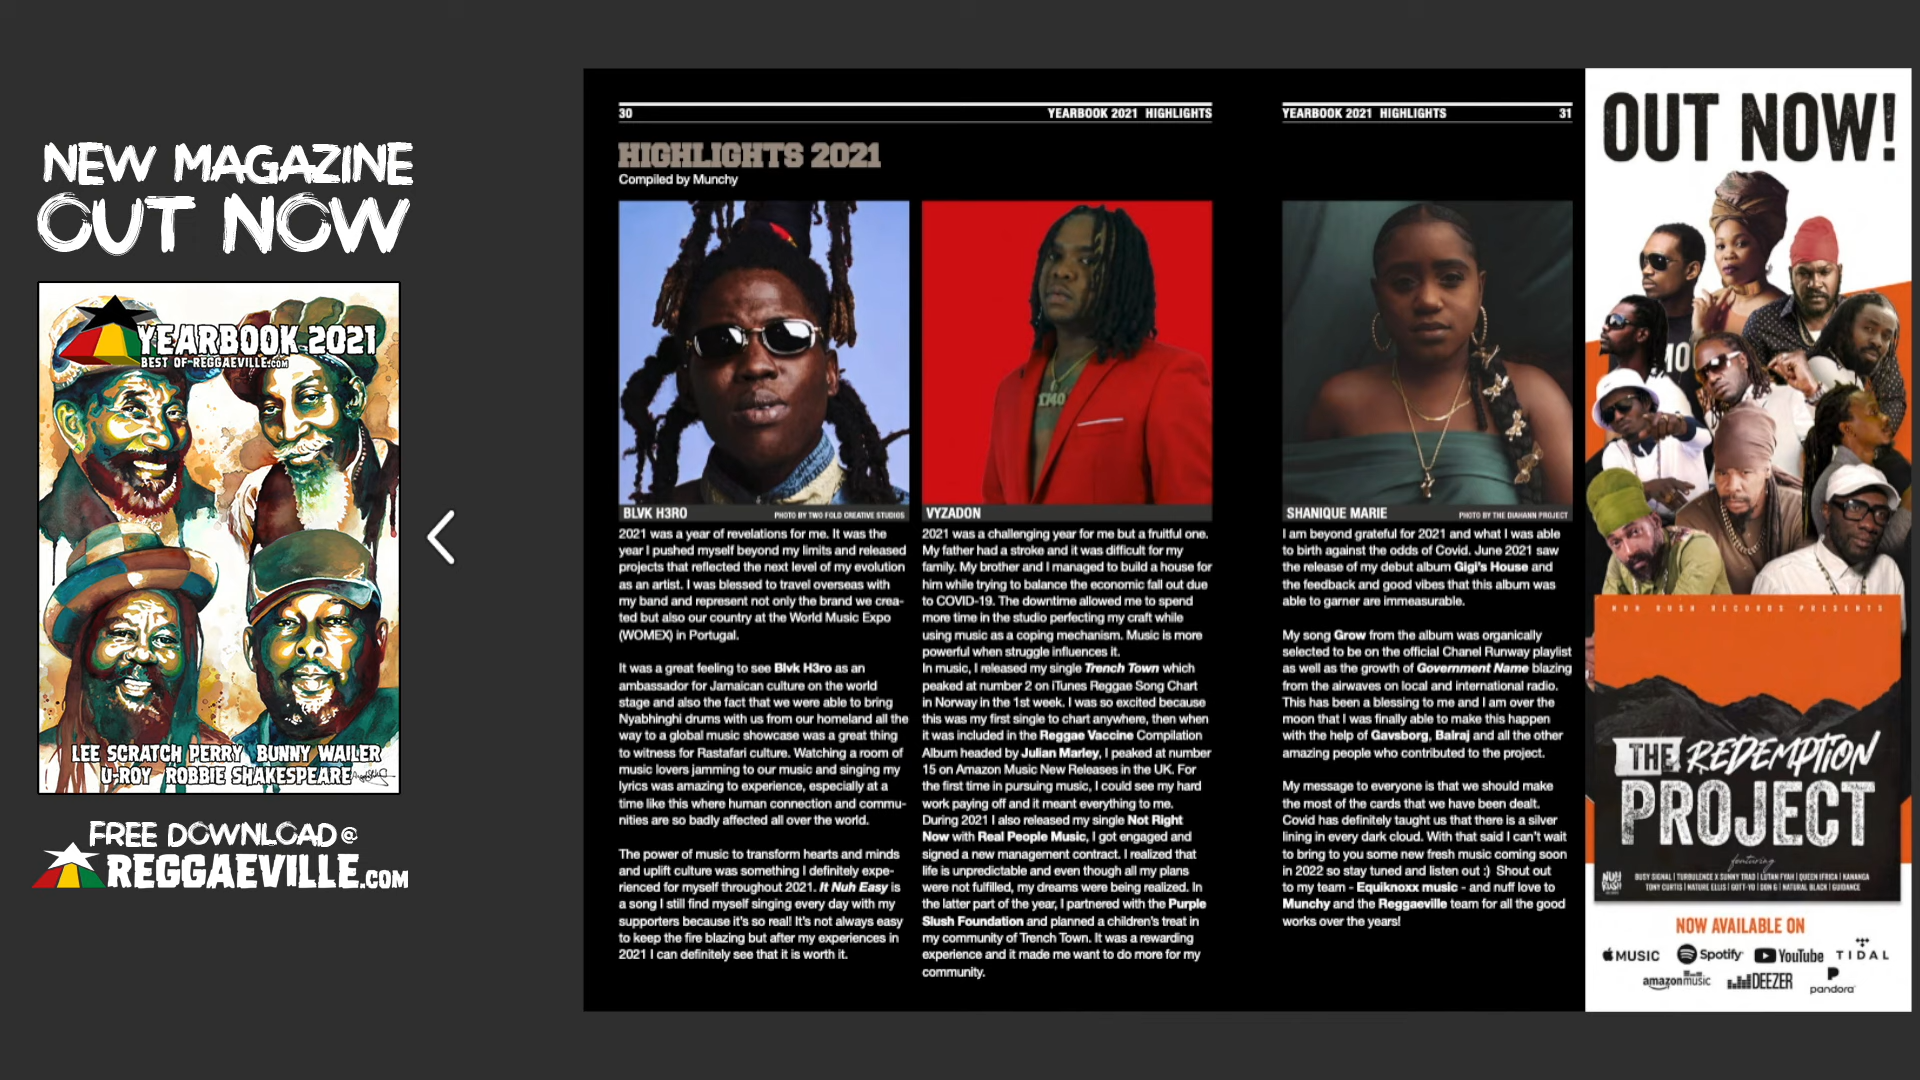 NEW MAGAZINE
OUT NOW
YEARBOOK 2021
BEST OF REGGAEVILLE.COM
LEE SCRATCH PERRY BUNNY WAILER
U-ROY ROBBIE SHAKESPEARE
FREE DOWNLOAD @
REGGAEVILLE.COM
30
YEARBOOK 2021 HIGHLIGHTS
HIGHLIGHTS 2021
Compiled by Munchy
BLVK H3RO
PHOTO BY TWO FOLD CREATIVE STUDIOS
2021 was a year of revelations for me. It was the
year I pushed myself beyond my limits and released
projects that reflected the next level of my evolution
as an artist. I was blessed to travel overseas with
my band and represent not only the brand we crea-
ted but also our country at the World Music Expo
(WOMEX) in Portugal.
It was a great feeling to see Blvk H3ro as an
ambassador for Jamaican culture on the world
stage and also the fact that we were able to bring
Nyabhinghi drums with us from our homeland all the
way to a global music showcase was a great thing
to witness for Rastafari culture. Watching a room of
music lovers jamming to our music and singing my
lyrics was amazing to experience, especially at a
time like this where human connection and commu-
nities are so badly affected all over the world.
The power of music to transform hearts and minds
and uplift culture was something I definitely expe-
rienced for myself throughout 2021. It Nuh Easy is
a song I still find myself singing every day with my
supporters because it's so real! It's not always easy
to keep the fire blazing but after my experiences in
2021 I can definitely see that it is worth it.
VYZADON
2021 was a challenging year for me but a fruitful one.
My father had a stroke and it was difficult for my
family. My brother and I managed to build a house for
him while trying to balance the economic fall out due
to COVID-19. The downtime allowed me to spend
more time in the studio perfecting my craft while
using music as a coping mechanism. Music is more
powerful when struggle influences it.
In music, I released my single Trench Town which
peaked at number 2 on iTunes Reggae Song Chart
in Norway in the 1st week. I was so excited because
this was my first single to chart anywhere, then when
it was included in the Reggae Vaccine Compilation
Album headed by Julian Marley, I peaked at number
15 on Amazon Music New Releases in the UK. For
the first time in pursuing music, I could see my hard
work paying off and it meant everything to me.
During 2021 I also released my single Not Right
Now with Real People Music, I got engaged and
signed a new management contract. I realized that
life is unpredictable and even though all my plans
were not fulfilled, my dreams were being realized. In
the latter part of the year, I partnered with the Purple
Slush Foundation and planned a children's treat in
my community of Trench Town. It was a rewarding
experience and it made me want to do more for my
community.
YEARBOOK 2021 HIGHLIGHTS
31
SHANIQUE MARIE
PHOTO BY THE DIAHANN PROJECT
I am beyond grateful for 2021 and what I was able
to birth against the odds of Covid. June 2021 saw
the release of my debut album Gigi's House and
the feedback and good vibes that this album was
able to garner are immeasurable.
My song Grow from the album was organically
selected to be on the official Chanel Runway playlist
as well as the growth of Government Name blazing
from the airwaves on local and international radio.
This has been a blessing to me and I am over the
moon that I was finally able to make this happen
with the help of Gavsborg, Balraj and all the other
amazing people who contributed to the project.
My message to everyone is that we should make
the most of the cards that we have been dealt.
Covid has definitely taught us that there is a silver
lining in every dark cloud. With that said I can't wait
to bring to you some new fresh music coming soon
in 2022 so stay tuned and listen out :) Shout out
to my team - Equiknoxx music - and nuff love to
Munchy and the Reggaeville team for all the good
works over the years!
OUT NOW!
NUH RUSH RECORDS PRESENTS
THE REDEMPTION
PROJECT
featuring
NUH RUSH
BUSY SIGNAL | TURBULENCE X SUNNY TRAD | LUTAN FYAH | QUEEN IFRICA | KANANGA
TONY CURTIS | NATURE ELLIS | GOTT-YO | DON G | NATURAL BLACK | GUIDANCE
NOW AVAILABLE ON
MUSIC Spotify YouTube TIDAL
amazon music DEEZER pandora